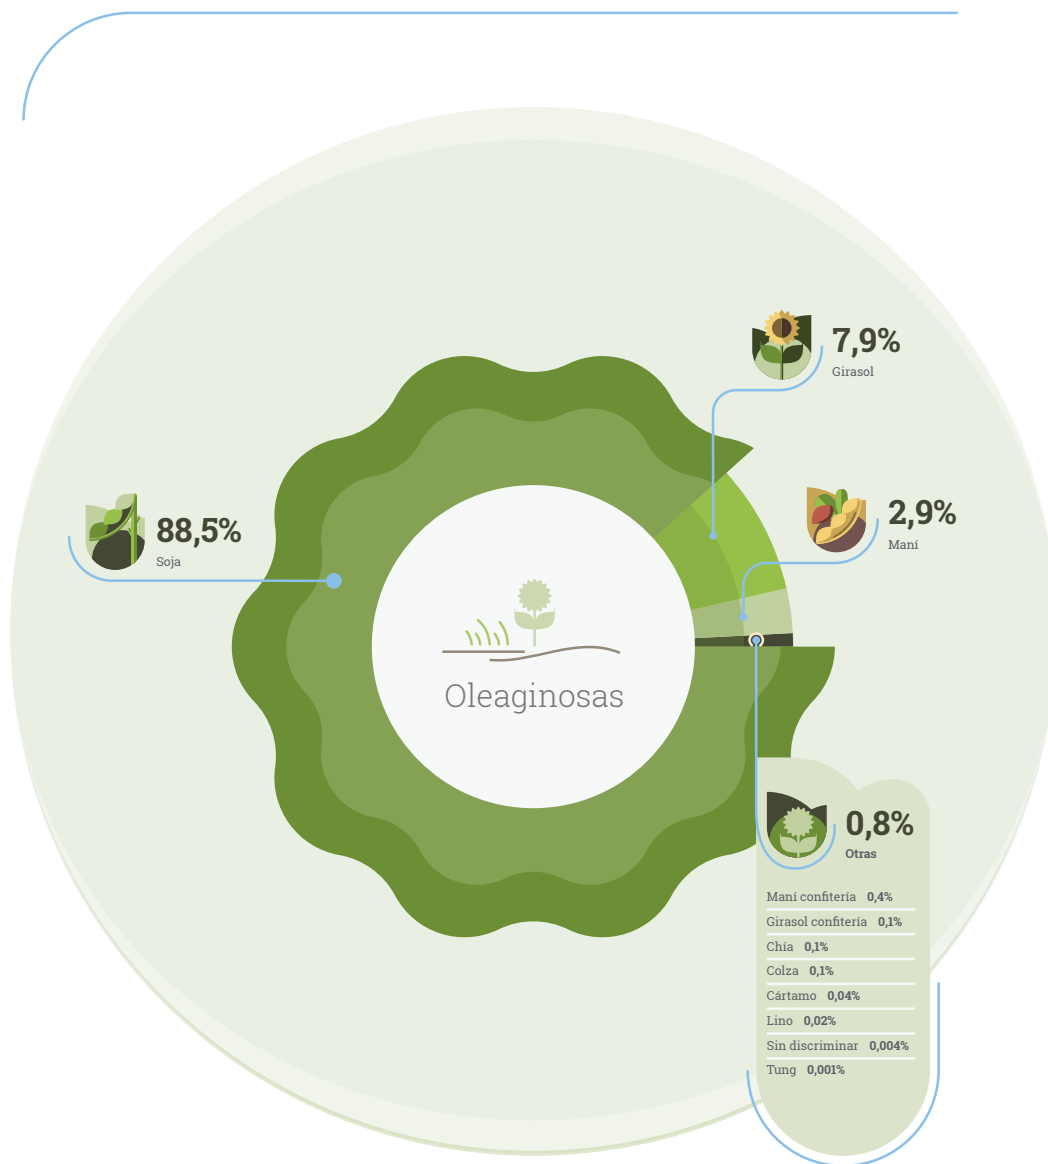 7,9%
Girasol
2,9%
Maní
88,5%
Soja
Oleaginosas
0,8%
Otras
Maní confitería 0,4%
Girasol confitería 0,1%
Chía 0,1%
Colza 0,1%
Cártamo 0,04%
Lino 0,02%
Sin discriminar 0,004%
Tung 0,001%